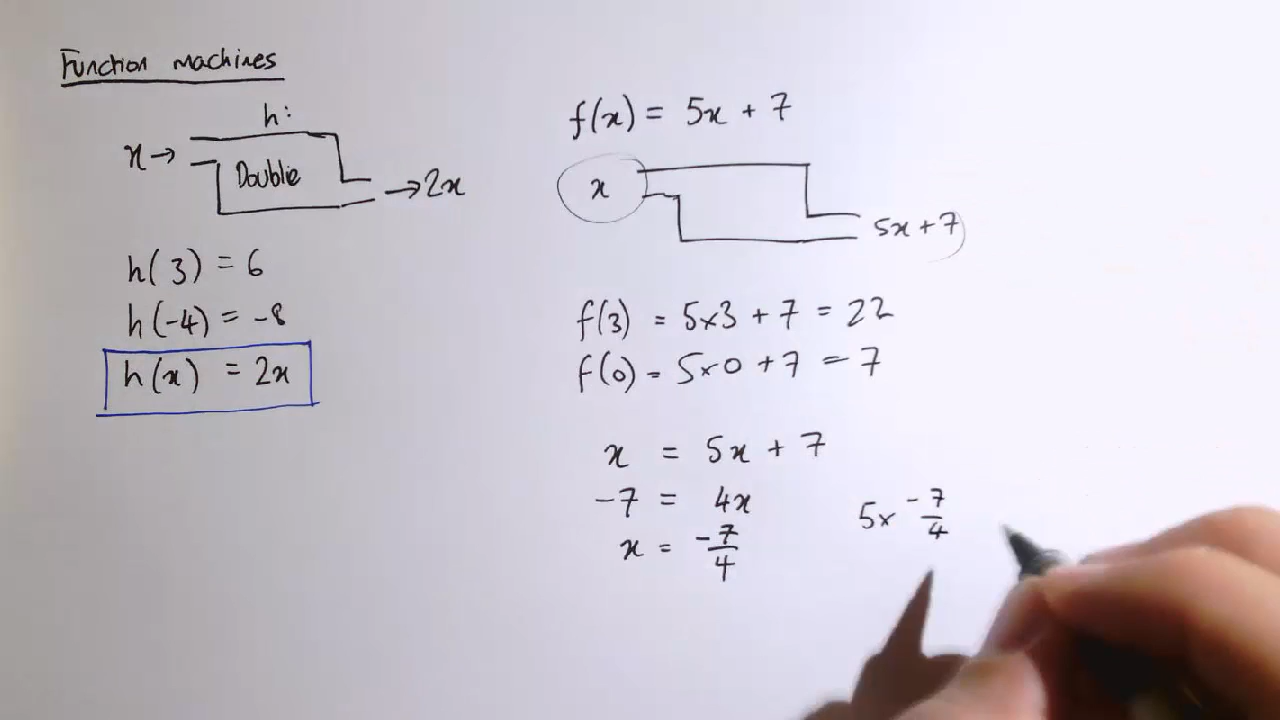 Function machines
h:
x → Double → 2x
h(3) = 6
h(-4) = -8
h(x) = 2x
f(x) = 5x + 7
x
5x + 7
f(3) = 5×3 + 7 = 22
f(0) = 5×0 + 7 = 7
x = 5x + 7
-7 = 4x
x = -7/4
5× -7/4